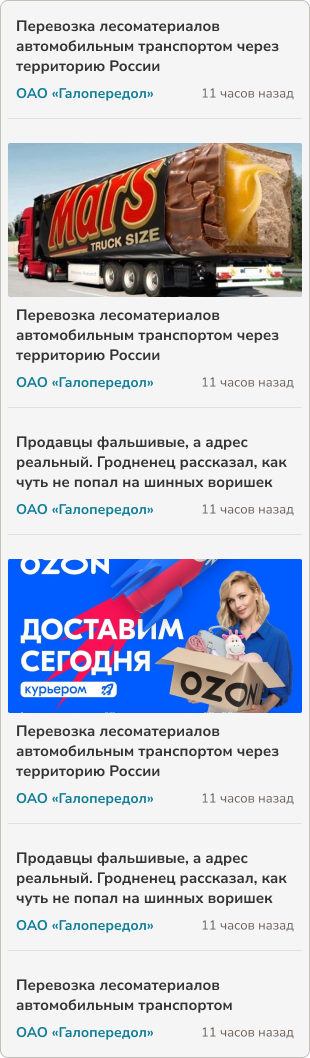 Перевозка лесоматериалов
автомобильным транспортом через
территорию России
ОАО «Галопередол» 11 часов назад
Mars
TRUCK SIZE
Перевозка лесоматериалов
автомобильным транспортом через
территорию России
ОАО «Галопередол» 11 часов назад
Продавцы фальшивые, а адрес
реальный. Гродненец рассказал, как
чуть не попал на шинных воришек
ОАО «Галопередол» 11 часов назад
OZON
ДОСТАВИМ
СЕГОДНЯ
курьером
OZON
Перевозка лесоматериалов
автомобильным транспортом через
территорию России
ОАО «Галопередол» 11 часов назад
Продавцы фальшивые, а адрес
реальный. Гродненец рассказал, как
чуть не попал на шинных воришек
ОАО «Галопередол» 11 часов назад
Перевозка лесоматериалов
автомобильным транспортом
ОАО «Галопередол» 11 часов назад